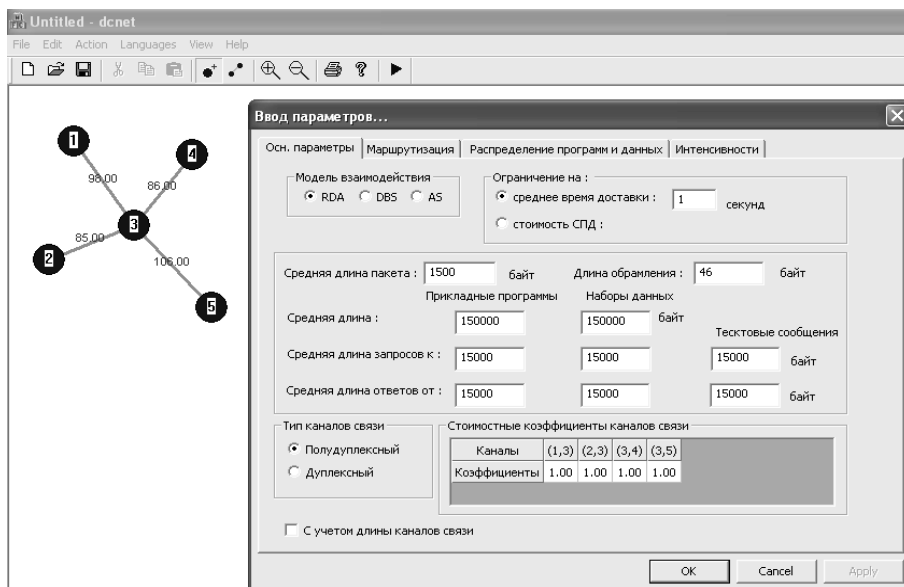 Untitled - dcnet
File Edit Action Languages View Help
1
4
98.00
86.00
3
85.00
2
106.00
5
Ввод параметров...
Осн. параметры Маршрутизация Распределение программ и данных Интенсивности
Модель взаимодействия
RDA DBS AS
Ограничение на :
среднее время доставки : 1 секунд
стоимость СПД :
Средняя длина пакета : 1500 байт Длина обрамления : 46 байт
Прикладные программы Наборы данных
Средняя длина : 150000 150000 байт
Тесктовые сообщения
Средняя длина запросов к : 15000 15000 15000 байт
Средняя длина ответов от : 15000 15000 15000 байт
Тип каналов связи
Полудуплексный
Дуплексный
Стоимостные коэффициенты каналов связи
Каналы (1,3) (2,3) (3,4) (3,5)
Коэффициенты 1.00 1.00 1.00 1.00
С учетом длины каналов связи
OK Cancel Apply